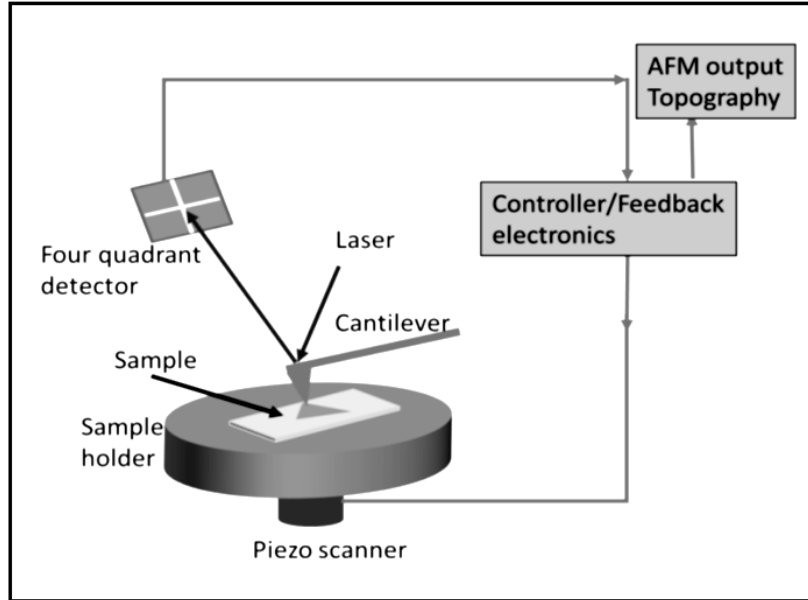 AFM output
Topography
Controller/Feedback
electronics
Four quadrant
detector
Laser
Cantilever
Sample
Sample
holder
Piezo scanner